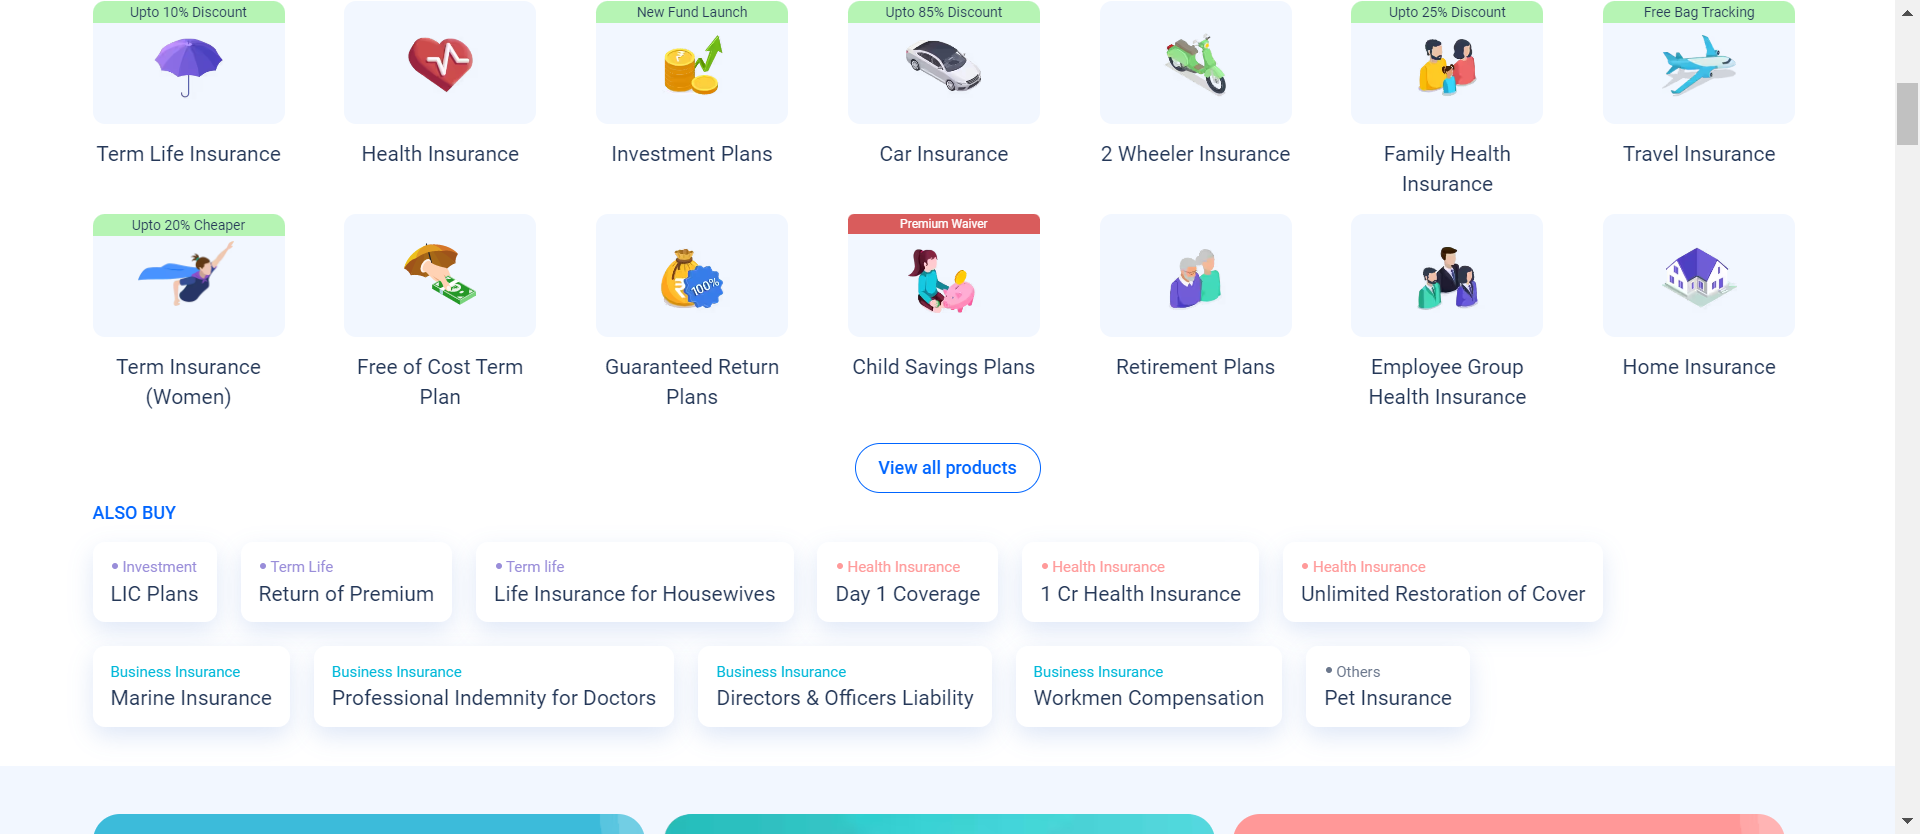 Upto 10% Discount
New Fund Launch
Upto 85% Discount
Upto 25% Discount
Free Bag Tracking
Term Life Insurance
Health Insurance
Investment Plans
Car Insurance
2 Wheeler Insurance
Family Health
Insurance
Travel Insurance
Upto 20% Cheaper
100%
Premium Waiver
Term Insurance
(Women)
Free of Cost Term
Plan
Guaranteed Return
Plans
Child Savings Plans
Retirement Plans
Employee Group
Health Insurance
Home Insurance
View all products
ALSO BUY
Investment
LIC Plans
Term Life
Return of Premium
Term life
Life Insurance for Housewives
Health Insurance
Day 1 Coverage
Health Insurance
1 Cr Health Insurance
Health Insurance
Unlimited Restoration of Cover
Business Insurance
Marine Insurance
Business Insurance
Professional Indemnity for Doctors
Business Insurance
Directors & Officers Liability
Business Insurance
Workmen Compensation
Others
Pet Insurance